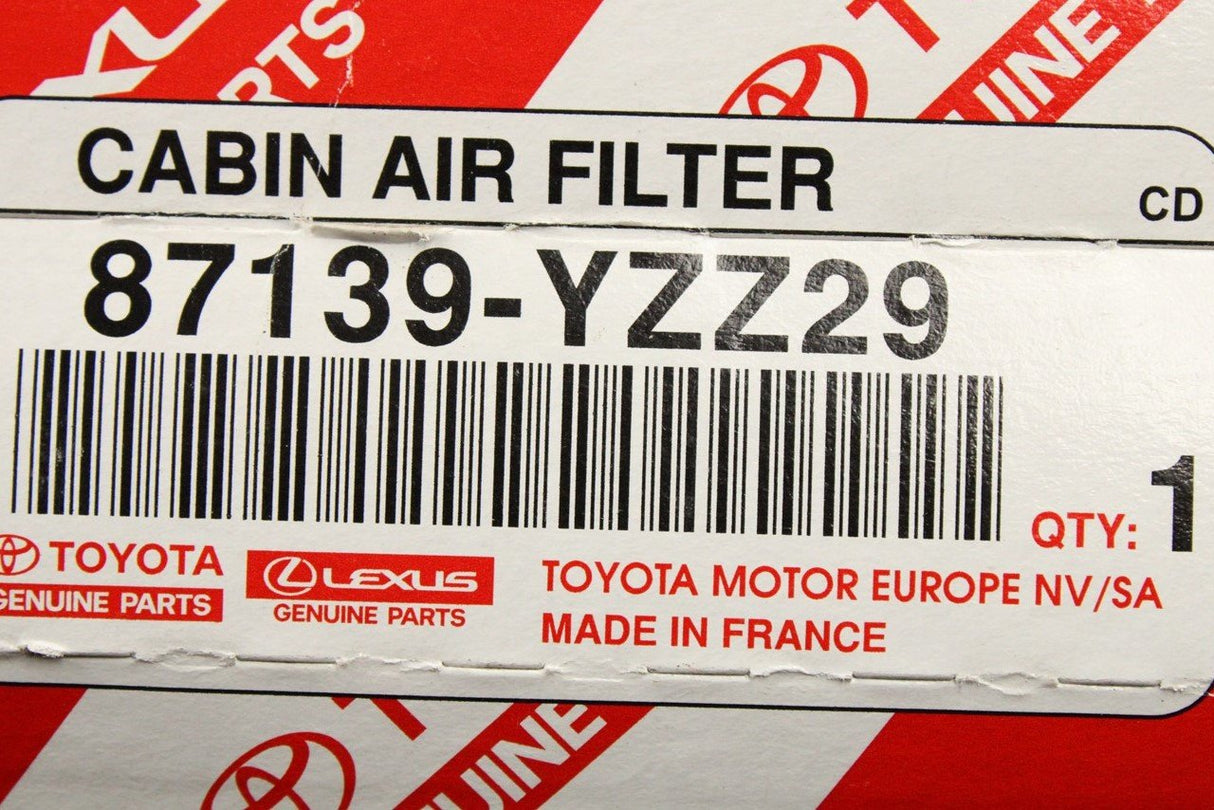 PARTS
CABIN AIR FILTER
CD
87139-YZZ29
QTY: 1
TOYOTA
GENUINE PARTS
LEXUS
GENUINE PARTS
TOYOTA MOTOR EUROPE NV/SA
MADE IN FRANCE